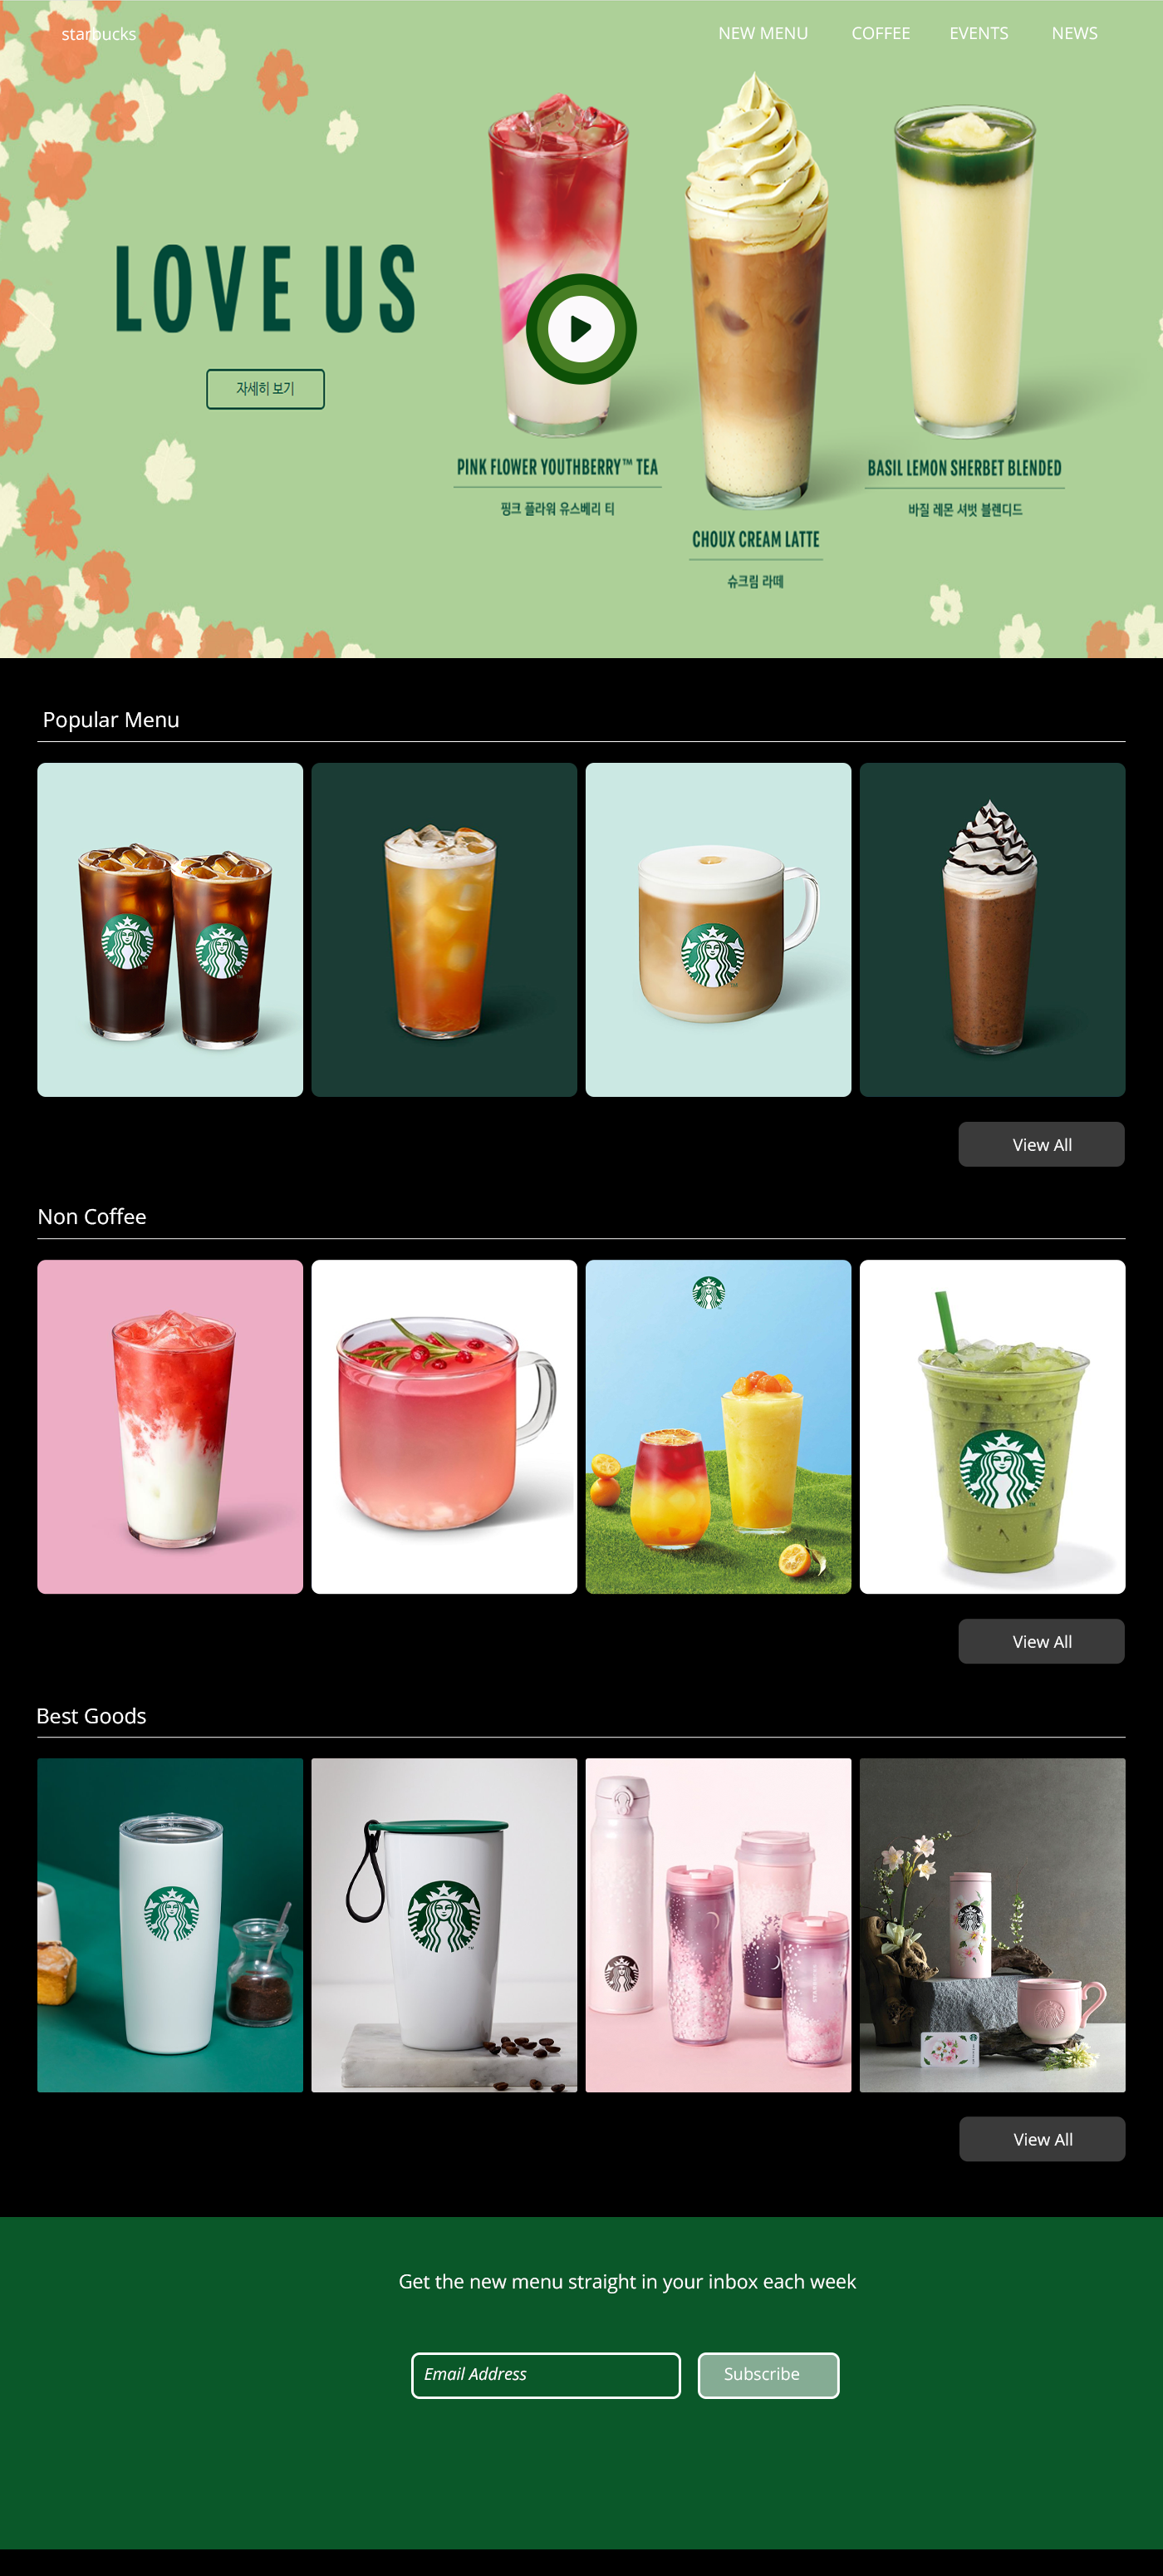 starbucks
NEW MENU
COFFEE
EVENTS
NEWS
LOVE US
자세히 보기
PINK FLOWER YOUTHBERRY™ TEA
핑크 플라워 유스베리 티
CHOUX CREAM LATTE
슈크림 라떼
BASIL LEMON SHERBET BLENDED
바질 레몬 셔벗 블렌디드
Popular Menu
View All
Non Coffee
View All
Best Goods
View All
Get the new menu straight in your inbox each week
Email Address
Subscribe